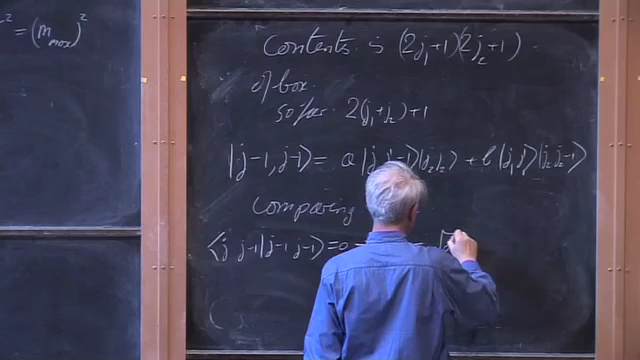 ² = (m max)²
Contents is (2j₁+1)(2j₂+1)
of box
so far 2(j₁+j₂)+1
|j-1, j-1⟩ = a|j₁ j₁-1⟩|j₂ j₂⟩ + b|j₁ j₁⟩|j₂ j₂-1⟩
Comparing
⟨j j-1|j-1 j-1⟩ = 0